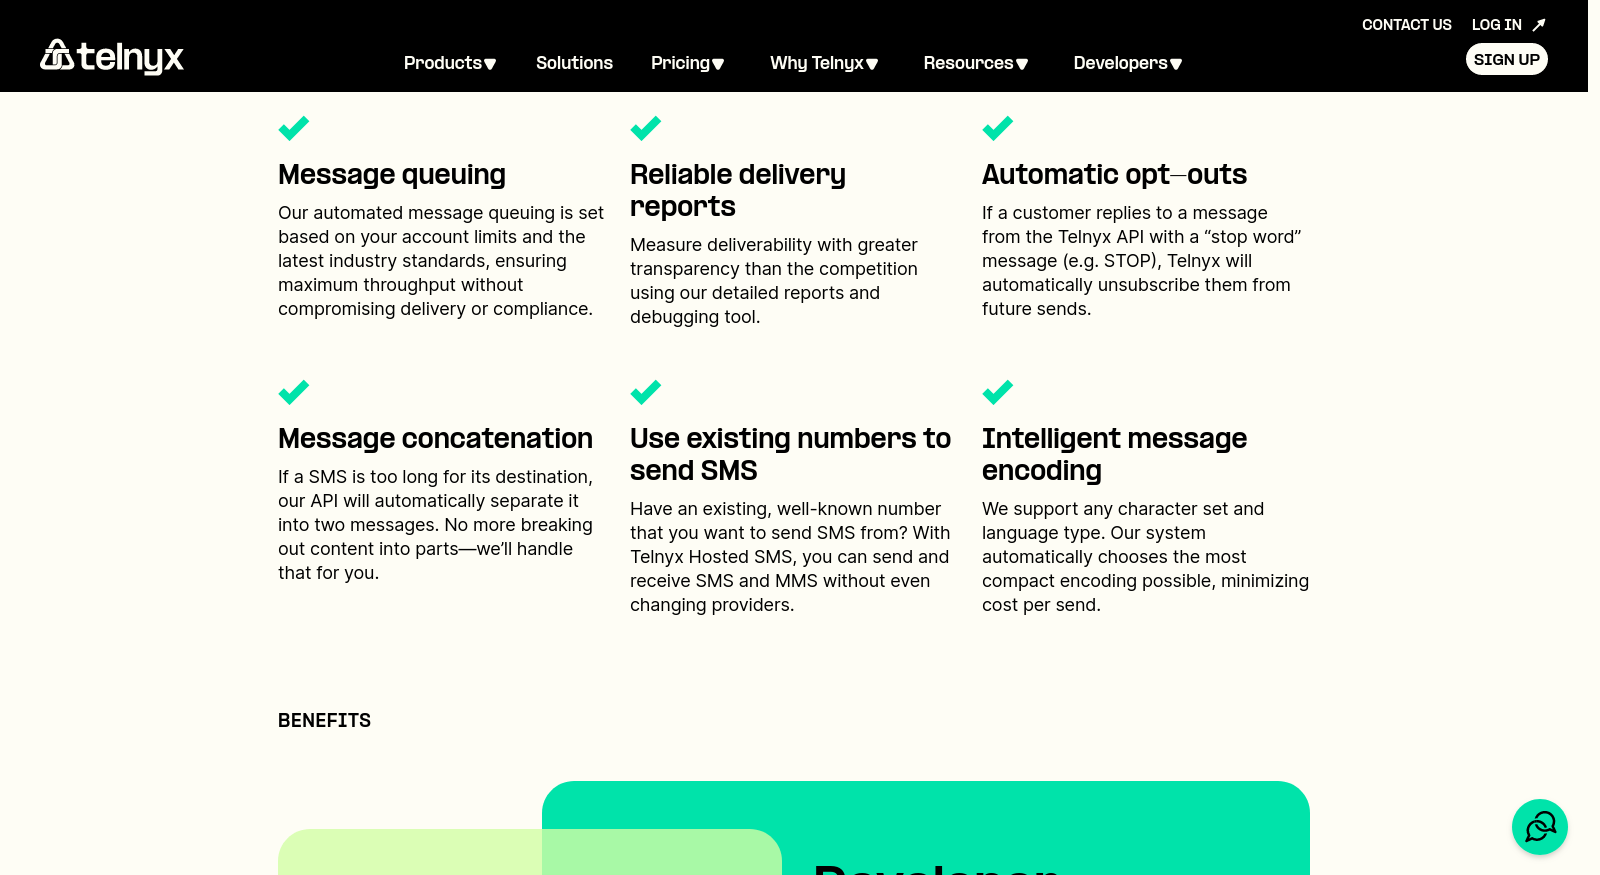 CONTACT US
LOG IN
telnyx
Products
Solutions
Pricing
Why Telnyx
Resources
Developers
SIGN UP
Message queuing
Our automated message queuing is set
based on your account limits and the
latest industry standards, ensuring
maximum throughput without
compromising delivery or compliance.
Reliable delivery
reports
Measure deliverability with greater
transparency than the competition
using our detailed reports and
debugging tool.
Automatic opt-outs
If a customer replies to a message
from the Telnyx API with a “stop word”
message (e.g. STOP), Telnyx will
automatically unsubscribe them from
future sends.
Message concatenation
If a SMS is too long for its destination,
our API will automatically separate it
into two messages. No more breaking
out content into parts—we’ll handle
that for you.
Use existing numbers to
send SMS
Have an existing, well-known number
that you want to send SMS from? With
Telnyx Hosted SMS, you can send and
receive SMS and MMS without even
changing providers.
Intelligent message
encoding
We support any character set and
language type. Our system
automatically chooses the most
compact encoding possible, minimizing
cost per send.
BENEFITS
Developer